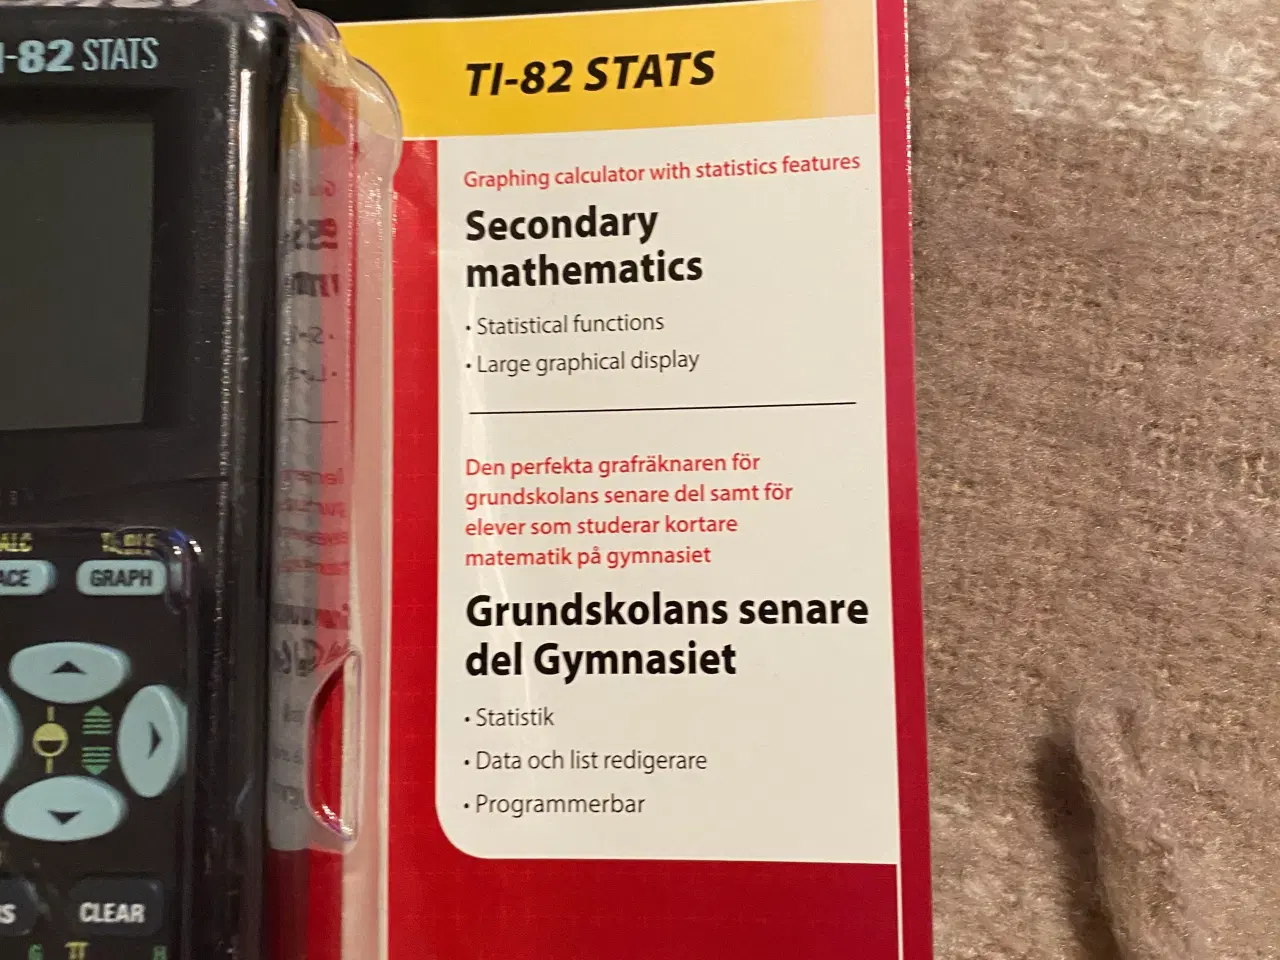 TI-82 STATS
TI-82 STATS
Graphing calculator with statistics features
Secondary
mathematics
• Statistical functions
• Large graphical display
Den perfekta grafräknaren för
grundskolans senare del samt för
elever som studerar kortare
matematik på gymnasiet
Grundskolans senare
del Gymnasiet
• Statistik
• Data och list redigerare
• Programmerbar
GRAPH
CLEAR
π H